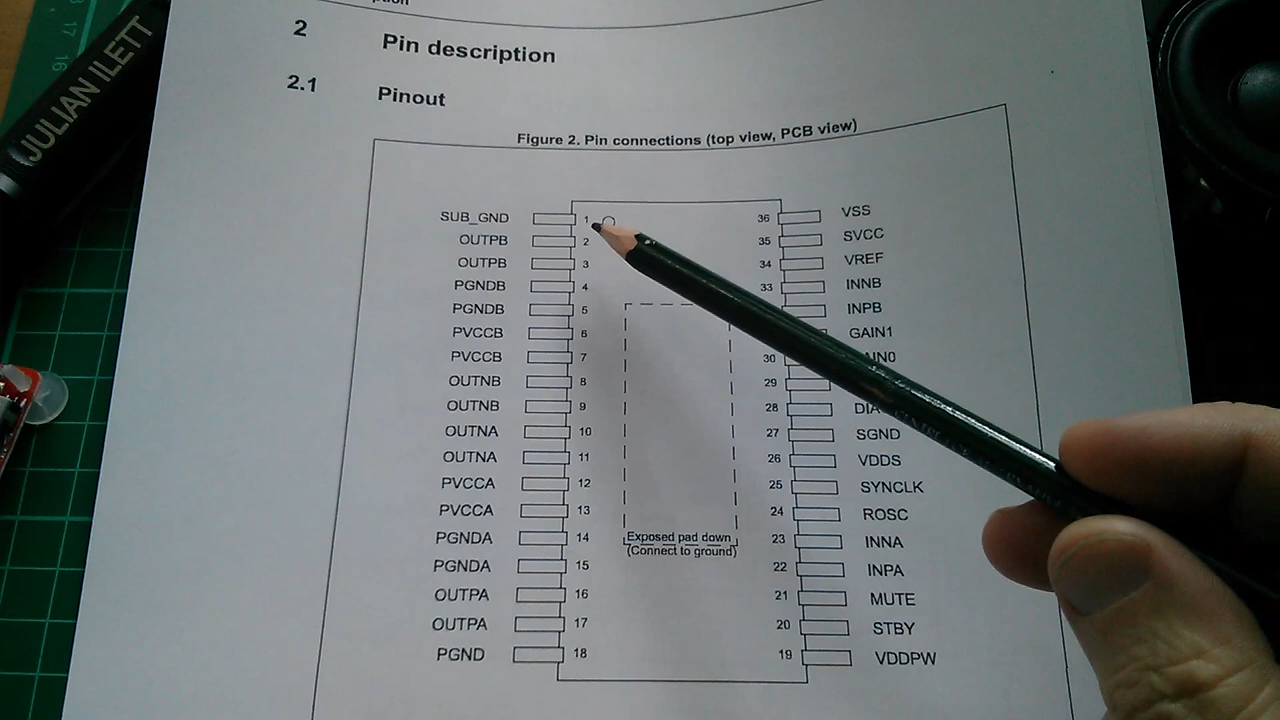 JULIAN ILETT
17
16
2 Pin description
2.1 Pinout
Figure 2. Pin connections (top view, PCB view)
SUB_GND 1 36 VSS
OUTPB 2 35 SVCC
OUTPB 3 34 VREF
PGNDB 4 33 INNB
PGNDB 5 INPB
PVCCB 6 GAIN1
PVCCB 7 30
OUTNB 8 29
OUTNB 9 28
OUTNA 10 27 SGND
OUTNA 11 26 VDDS
PVCCA 12 25 SYNCLK
PVCCA 13 24 ROSC
PGNDA 14 23 INNA
Exposed pad down
(Connect to ground)
PGNDA 15 22 INPA
OUTPA 16 21 MUTE
OUTPA 17 20 STBY
PGND 18 19 VDDPW